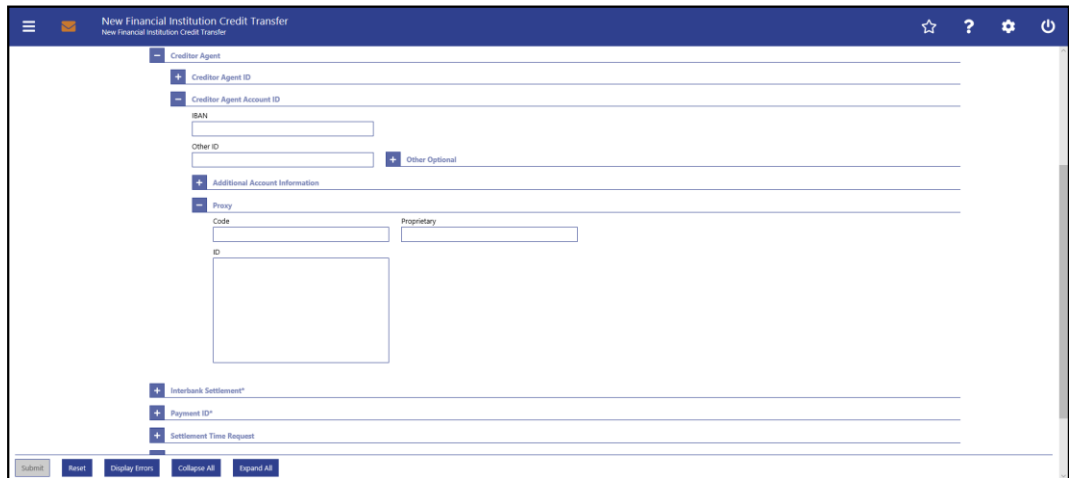 New Financial Institution Credit Transfer
New Financial Institution Credit Transfer
Creditor Agent
Creditor Agent ID
Creditor Agent Account ID
IBAN
Other ID
Other Optional
Additional Account Information
Proxy
Code Proprietary
ID
Interbank Settlement*
Payment ID*
Settlement Time Request
Submit Reset Display Errors Collapse All Expand All